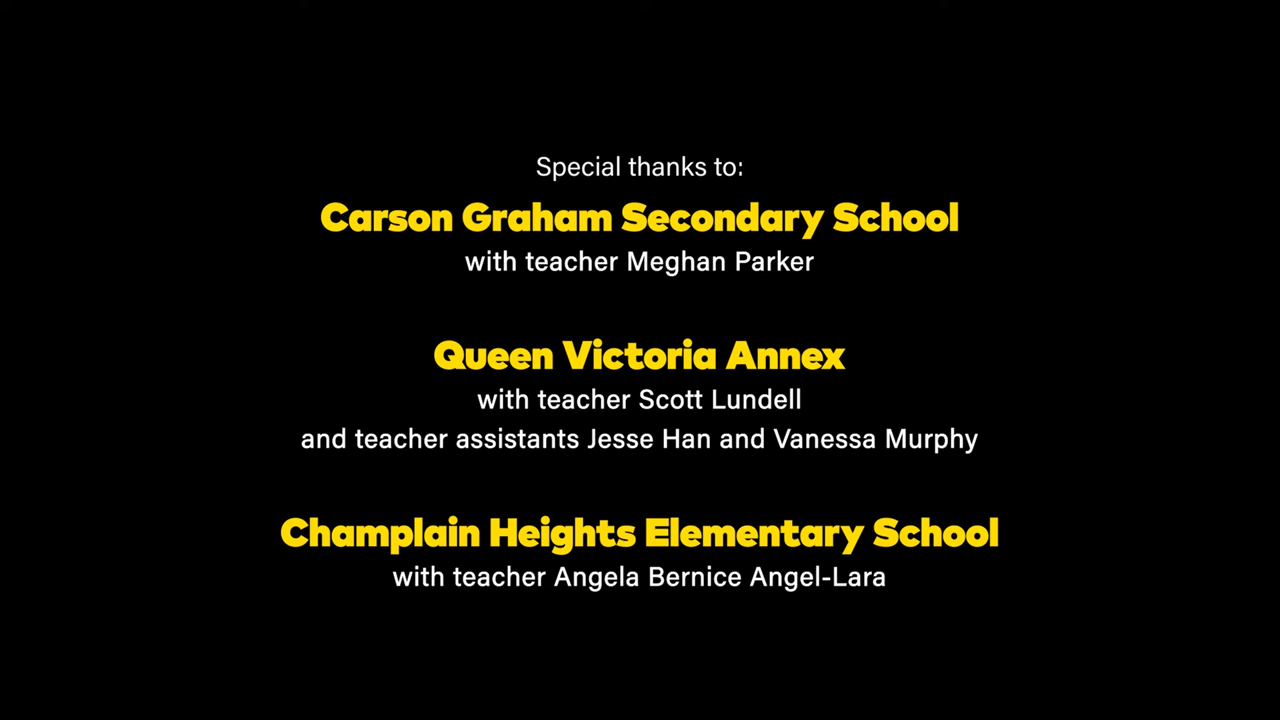 Special thanks to:
Carson Graham Secondary School
with teacher Meghan Parker
Queen Victoria Annex
with teacher Scott Lundell
and teacher assistants Jesse Han and Vanessa Murphy
Champlain Heights Elementary School
with teacher Angela Bernice Angel-Lara